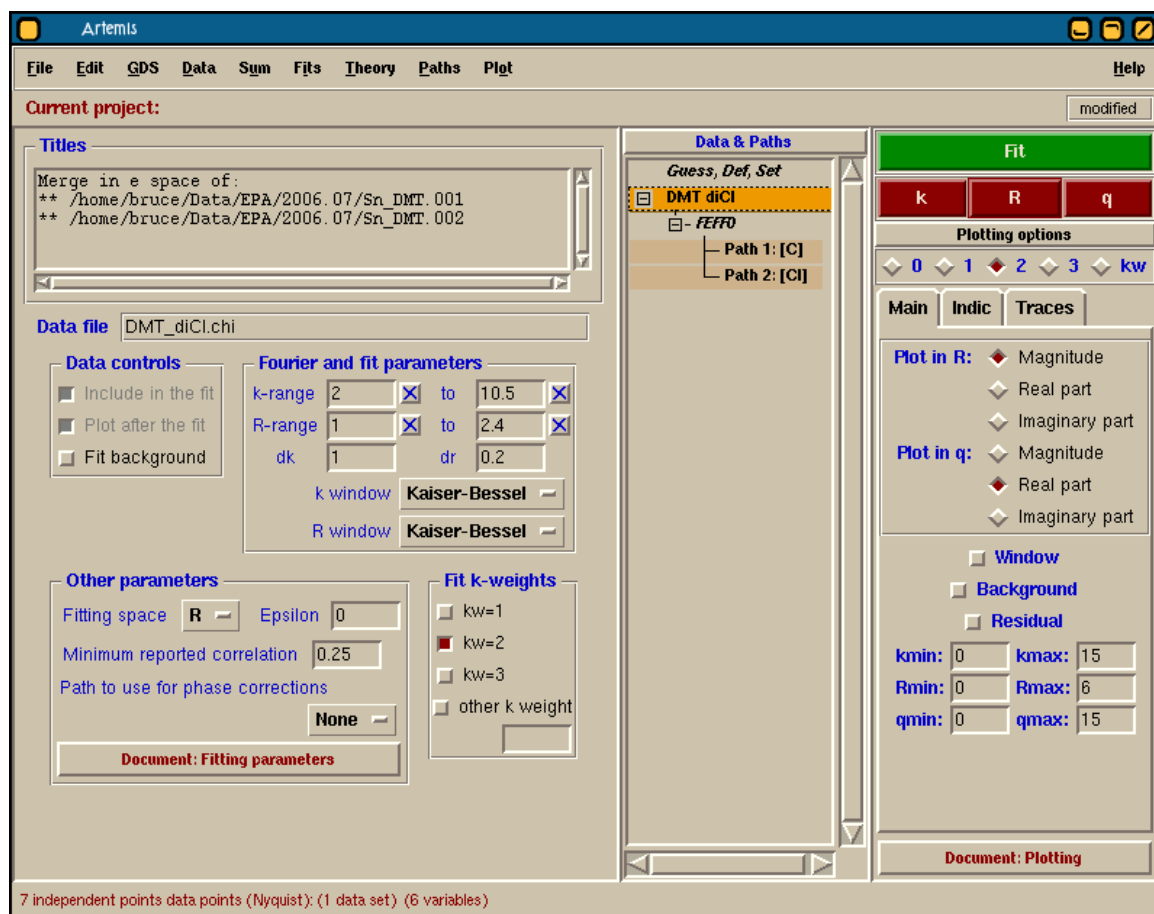 Artemis
File Edit GDS Data Sum Fits Theory Paths Plot Help
Current project: modified
Titles
Merge in e space of:
** /home/bruce/Data/EPA/2006.07/Sn_DMT.001
** /home/bruce/Data/EPA/2006.07/Sn_DMT.002
Data file DMT_diCl.chi
Data controls
Include in the fit
Plot after the fit
Fit background
Fourier and fit parameters
k-range 2 to 10.5
R-range 1 to 2.4
dk 1 dr 0.2
k window Kaiser-Bessel
R window Kaiser-Bessel
Other parameters
Fitting space R Epsilon 0
Minimum reported correlation 0.25
Path to use for phase corrections
None
Document: Fitting parameters
Fit k-weights
kw=1
kw=2
kw=3
other k weight
Data & Paths
Guess, Def, Set
DMT diCl
FEFF0
Path 1: [C]
Path 2: [Cl]
Fit
k R q
Plotting options
0 1 2 3 kw
Main Indic Traces
Plot in R: Magnitude
Real part
Imaginary part
Plot in q: Magnitude
Real part
Imaginary part
Window
Background
Residual
kmin: 0 kmax: 15
Rmin: 0 Rmax: 6
qmin: 0 qmax: 15
Document: Plotting
7 independent points data points (Nyquist): (1 data set) (6 variables)